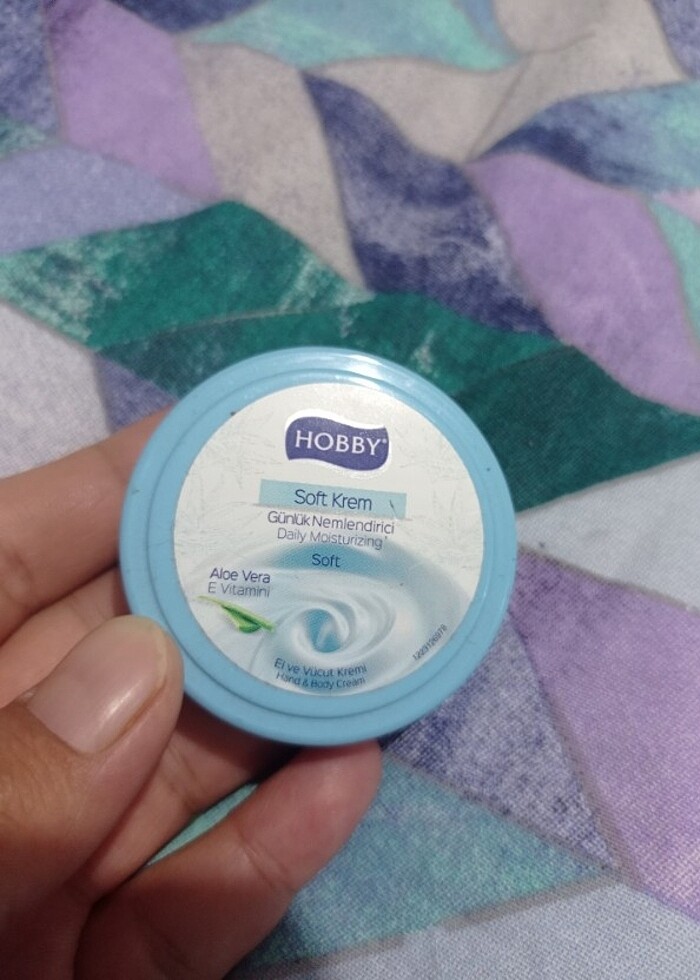 HOBBY®
Soft Krem
Günlük Nemlendirici
Daily Moisturizing
Soft
Aloe Vera
E Vitamini
El ve Vücut Kremi
Hand & Body Cream